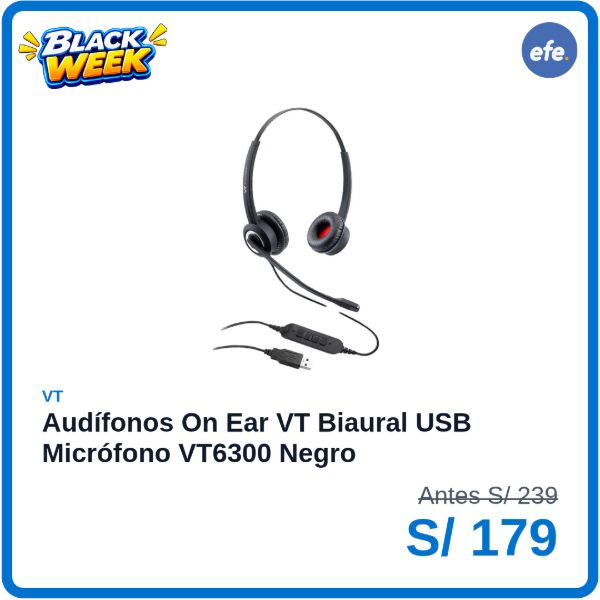 BLACK
WEEK
efe.
VT
Audífonos On Ear VT Biaural USB
Micrófono VT6300 Negro
Antes S/ 239
S/ 179